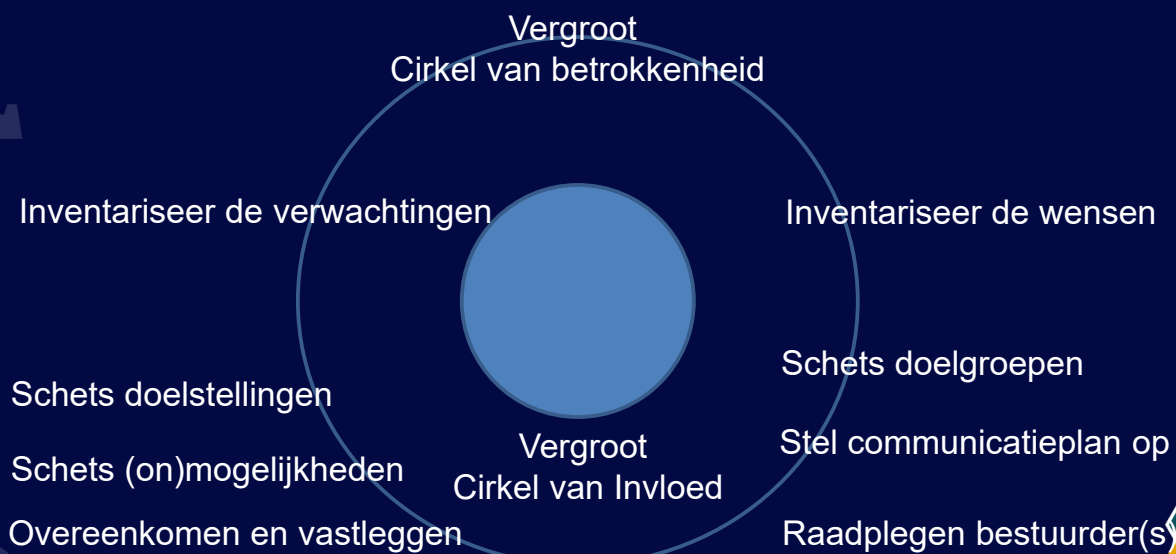 Vergroot
Cirkel van betrokkenheid
Inventariseer de verwachtingen
Inventariseer de wensen
Schets doelgroepen
Schets doelstellingen
Stel communicatieplan op
Vergroot
Cirkel van Invloed
Schets (on)mogelijkheden
Overeenkomen en vastleggen
Raadplegen bestuurder(s)